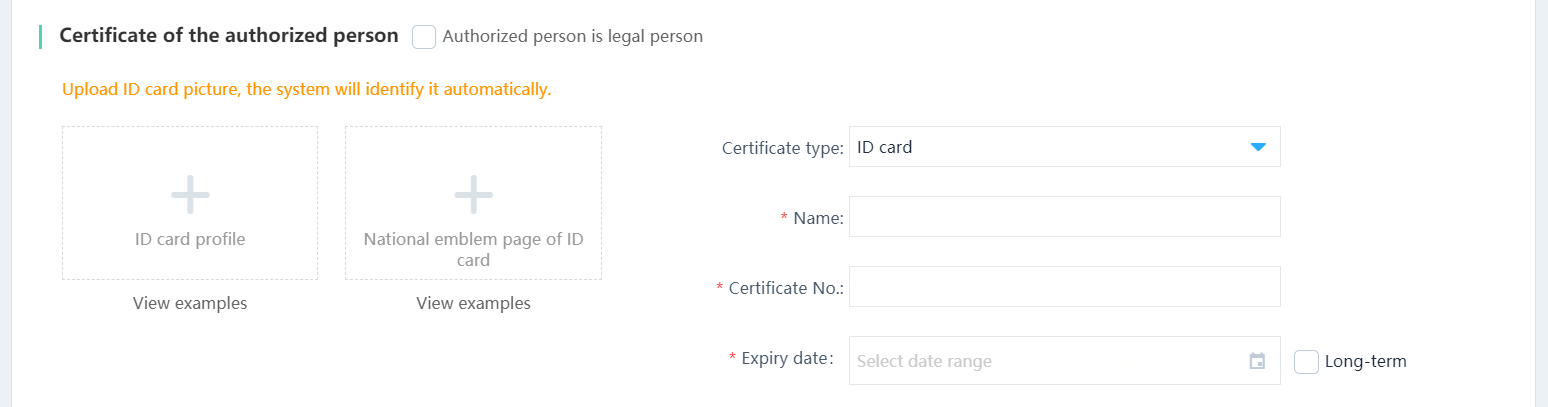 Certificate of the authorized person Authorized person is legal person
Upload ID card picture, the system will identify it automatically.
ID card profile
National emblem page of ID
card
View examples
View examples
Certificate type: ID card
* Name:
* Certificate No.:
* Expiry date: Select date range Long-term